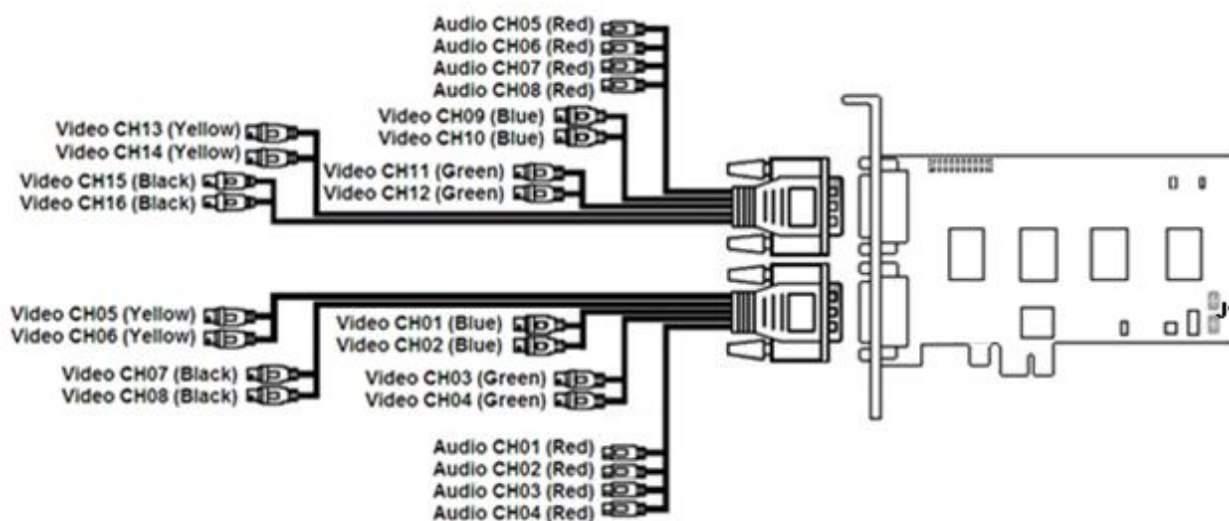 Audio CH05 (Red)
Audio CH06 (Red)
Audio CH07 (Red)
Audio CH08 (Red)
Video CH09 (Blue)
Video CH10 (Blue)
Video CH13 (Yellow)
Video CH14 (Yellow)
Video CH11 (Green)
Video CH12 (Green)
Video CH15 (Black)
Video CH16 (Black)
Video CH05 (Yellow)
Video CH06 (Yellow)
Video CH01 (Blue)
Video CH02 (Blue)
Video CH07 (Black)
Video CH08 (Black)
Video CH03 (Green)
Video CH04 (Green)
Audio CH01 (Red)
Audio CH02 (Red)
Audio CH03 (Red)
Audio CH04 (Red)